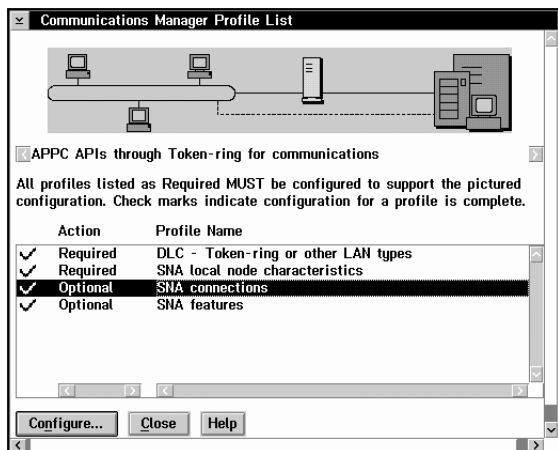 Communications Manager Profile List
APPC APIs through Token-ring for communications
All profiles listed as Required MUST be configured to support the pictured
configuration. Check marks indicate configuration for a profile is complete.
Action Profile Name
Required DLC - Token-ring or other LAN types
Required SNA local node characteristics
Optional SNA connections
Optional SNA features
Configure... Close Help